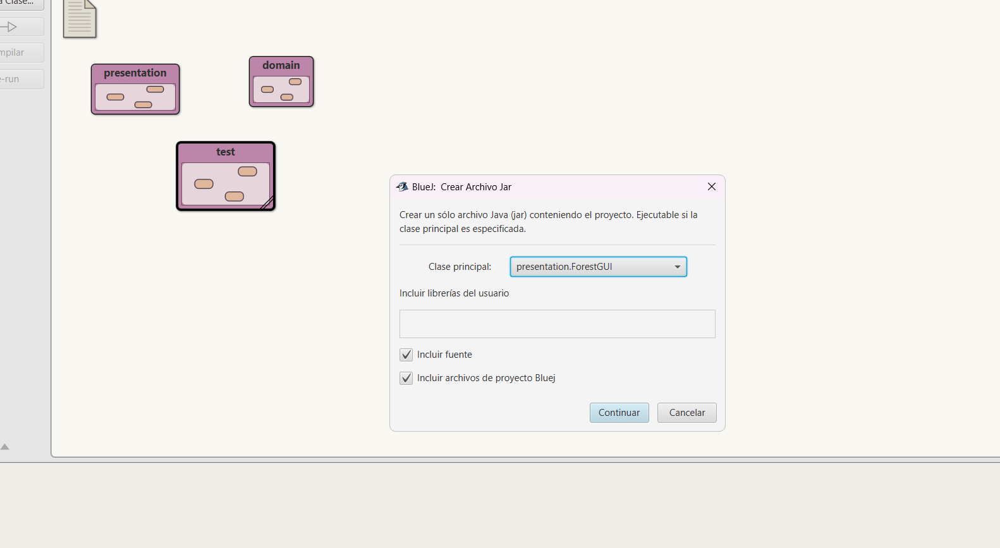 a Clase...
mpilar
e-run
presentation
domain
test
BlueJ: Crear Archivo Jar
Crear un sólo archivo Java (jar) conteniendo el proyecto. Ejecutable si la
clase principal es especificada.
Clase principal:
presentation.ForestGUI
Incluir librerías del usuario
Incluir fuente
Incluir archivos de proyecto Bluej
Continuar
Cancelar